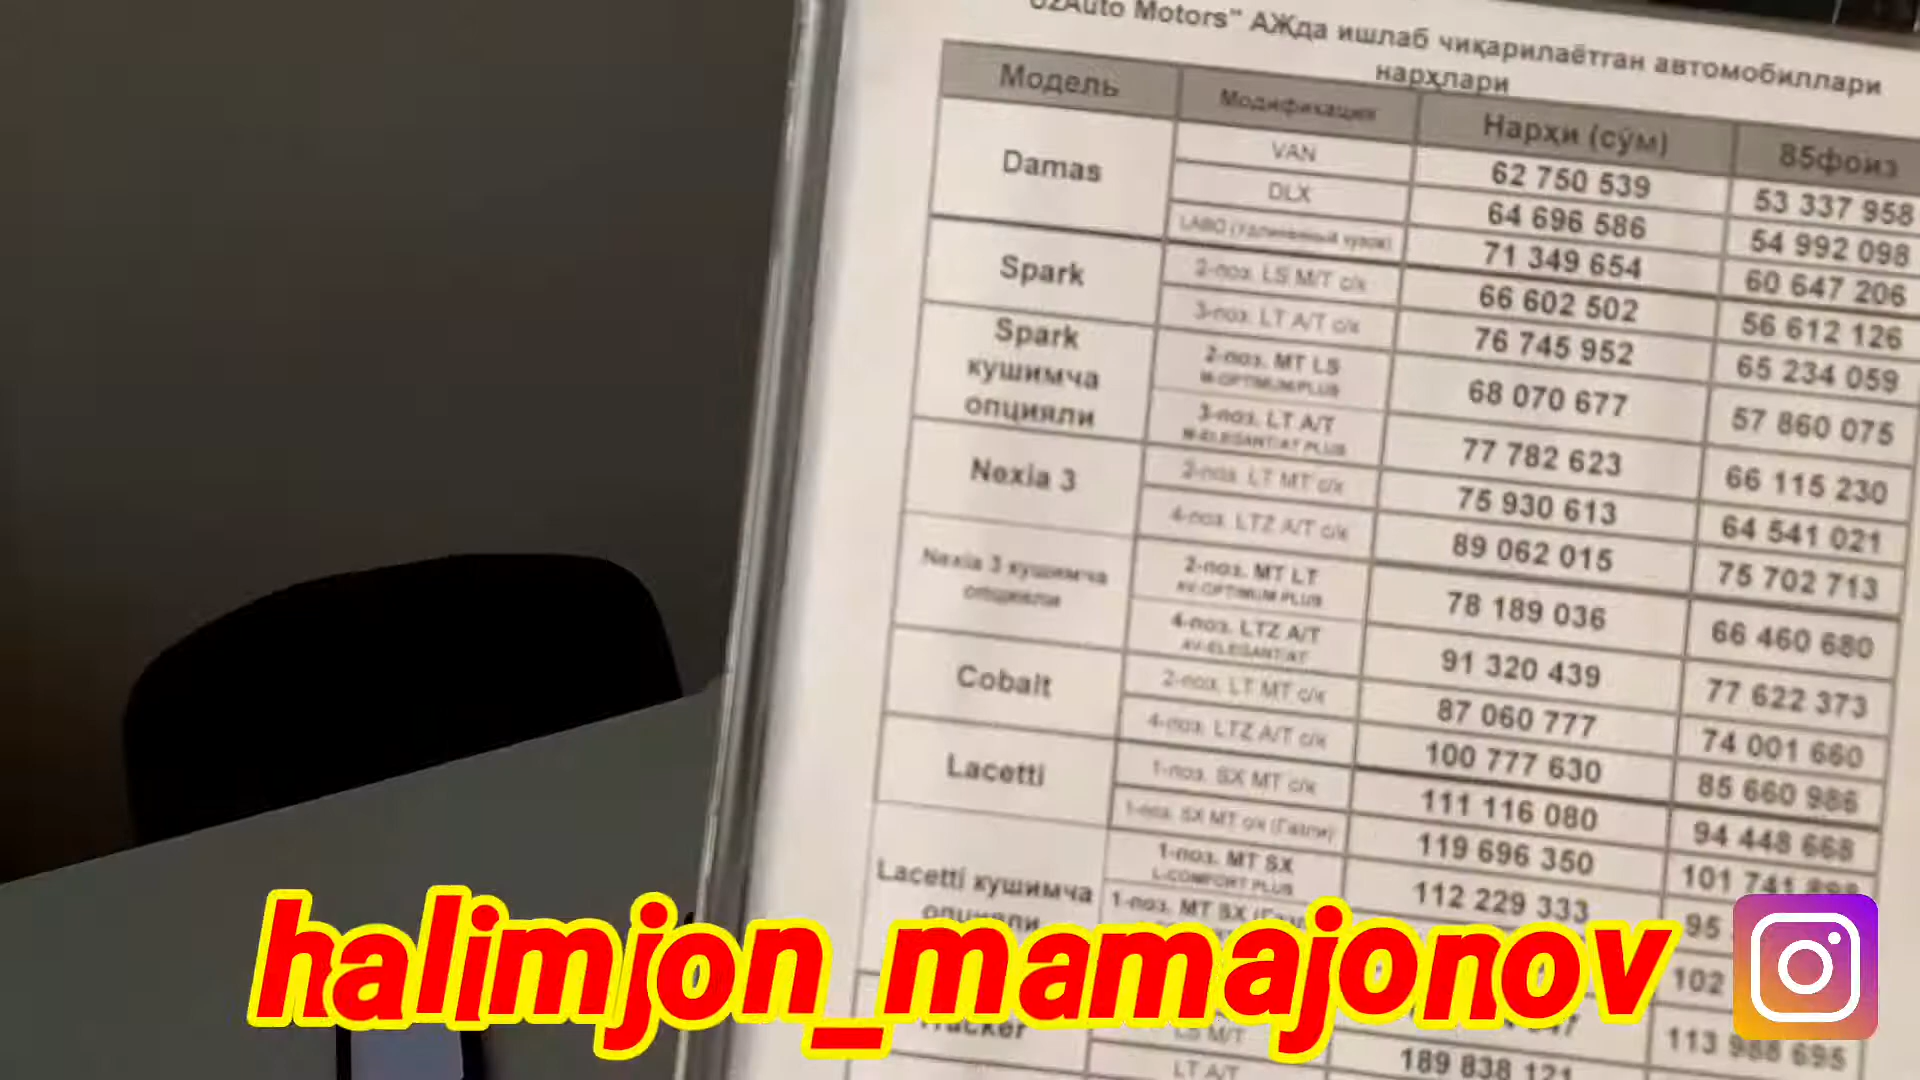 UzAuto Motors" АЖда ишлаб чиқарилаётган автомобиллари
нархлари
Модель Модификация Нархи (сўм) 85фоиз
Damas VAN 62 750 539 53 337 958
DLX 64 696 586 54 992 098
LABO (Удлиненный кузов) 71 349 654 60 647 206
Spark 2-поз. LS M/T с/к 66 602 502 56 612 126
3-поз. LT A/T с/к 76 745 952 65 234 059
Spark
кушимча
опцияли
2-поз. MT LS
M-OPTIMUM/PLUS
68 070 677 57 860 075
3-поз. LT A/T
M-ELEGANT/AT PLUS
77 782 623 66 115 230
Nexia 3 2-поз. LT MT с/к 75 930 613 64 541 021
4-поз. LTZ A/T с/к 89 062 015 75 702 713
Nexia 3 кушимча
опцияли
2-поз. MT LT
AV-OPTIMUM PLUS
78 189 036 66 460 680
4-поз. LTZ A/T
AV-ELEGANT/AT
91 320 439 77 622 373
Cobalt 2-поз. LT MT с/к 87 060 777 74 001 660
4-поз. LTZ A/T с/к 100 777 630 85 660 986
Lacetti 1-поз. SX MT с/к 111 116 080 94 448 668
1-поз. SX MT с/к (Газли) 119 696 350 101 741 898
Lacetti кушимча
опцияли
1-поз. MT SX
L-COMFORT PLUS
112 229 333 95
1-поз. MT SX 102
halimjon_mamajonov
Tracker LS M/T 113 988 695
LT A/T 189 838 121